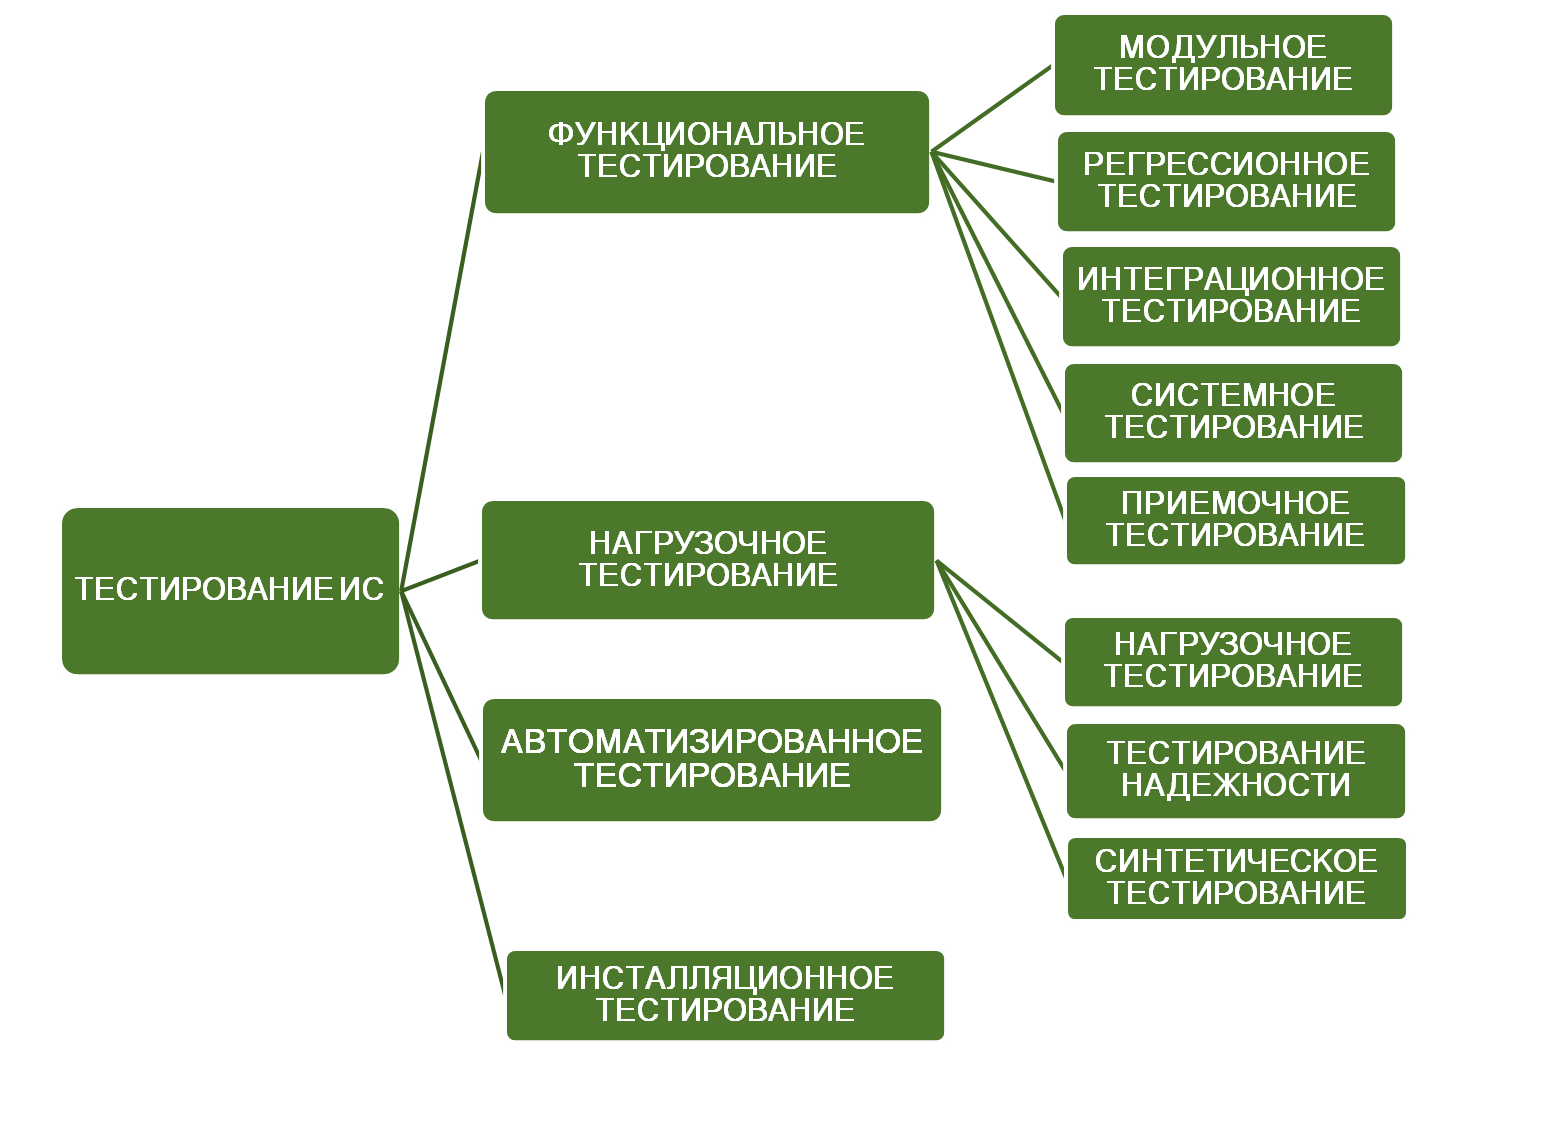 ТЕСТИРОВАНИЕ ИС
ФУНКЦИОНАЛЬНОЕ
ТЕСТИРОВАНИЕ
МОДУЛЬНОЕ
ТЕСТИРОВАНИЕ
РЕГРЕССИОННОЕ
ТЕСТИРОВАНИЕ
ИНТЕГРАЦИОННОЕ
ТЕСТИРОВАНИЕ
СИСТЕМНОЕ
ТЕСТИРОВАНИЕ
ПРИЕМОЧНОЕ
ТЕСТИРОВАНИЕ
НАГРУЗОЧНОЕ
ТЕСТИРОВАНИЕ
НАГРУЗОЧНОЕ
ТЕСТИРОВАНИЕ
ТЕСТИРОВАНИЕ
НАДЕЖНОСТИ
СИНТЕТИЧЕСКОЕ
ТЕСТИРОВАНИЕ
АВТОМАТИЗИРОВАННОЕ
ТЕСТИРОВАНИЕ
ИНСТАЛЛЯЦИОННОЕ
ТЕСТИРОВАНИЕ